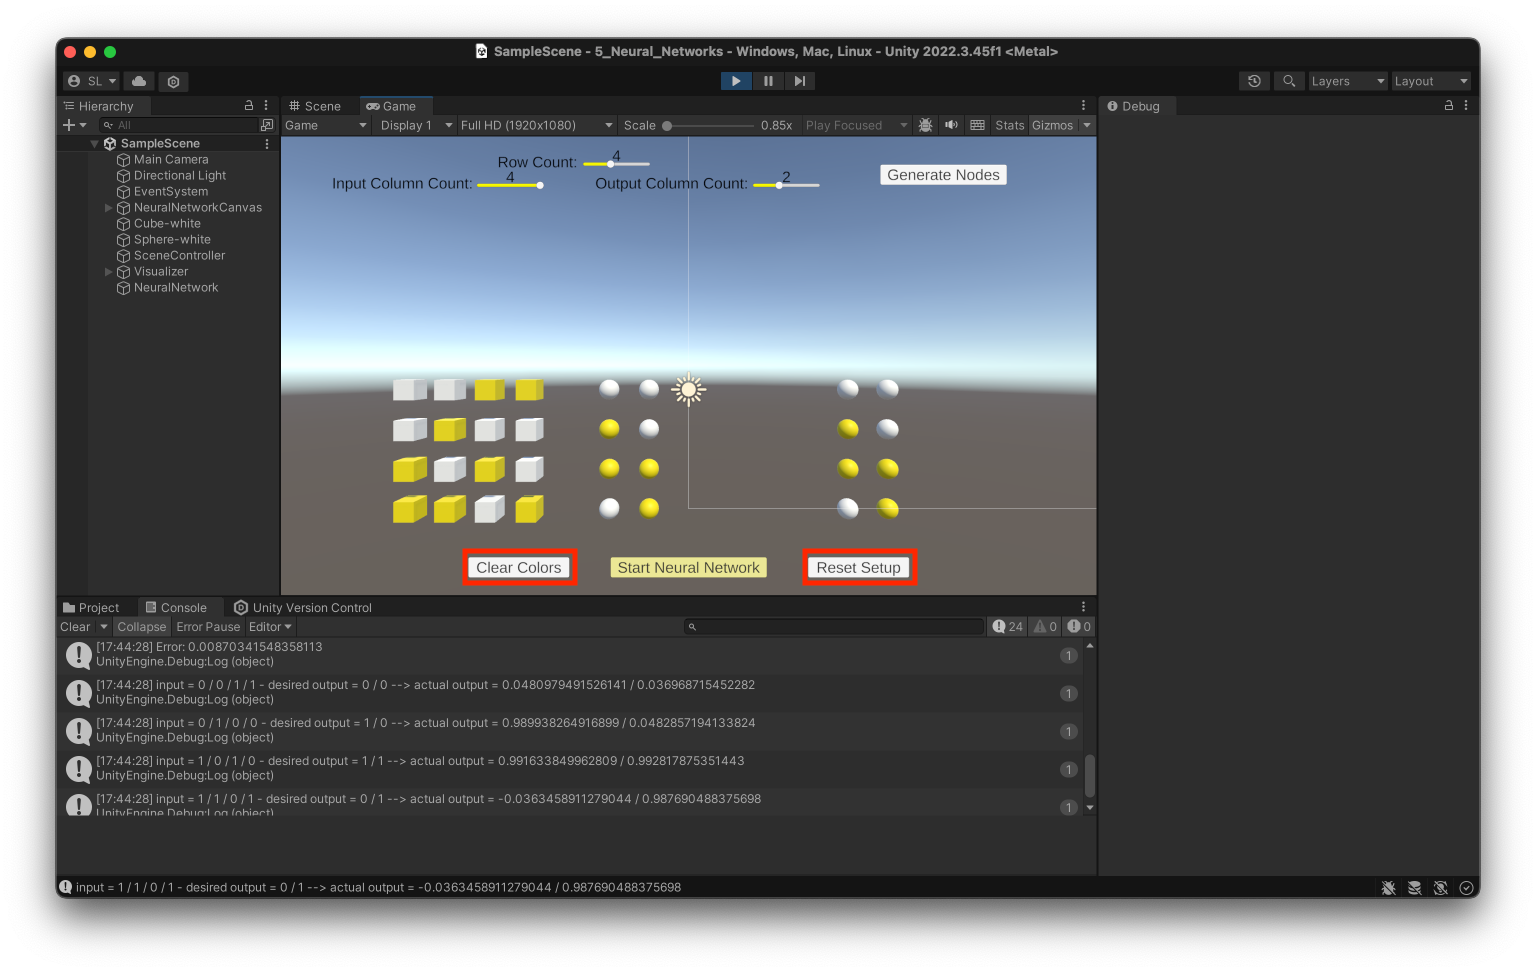 SampleScene - 5_Neural_Networks - Windows, Mac, Linux - Unity 2022.3.45f1 <Metal>
SL
Layers
Layout
Hierarchy
All
SampleScene
Main Camera
Directional Light
EventSystem
NeuralNetworkCanvas
Cube-white
Sphere-white
SceneController
Visualizer
NeuralNetwork
Scene
Game
Game
Display 1
Full HD (1920x1080)
Scale
0.85x
Play Focused
Stats
Gizmos
Row Count:
4
Input Column Count:
4
Output Column Count:
2
Generate Nodes
Clear Colors
Start Neural Network
Reset Setup
Debug
Project
Console
Unity Version Control
Clear
Collapse
Error Pause
Editor
24
0
0
[17:44:28] Error: 0.00870341548358113
UnityEngine.Debug:Log (object)
1
[17:44:28] input = 0 / 0 / 1 / 1 - desired output = 0 / 0 --> actual output = 0.0480979491526141 / 0.036968715452282
UnityEngine.Debug:Log (object)
1
[17:44:28] input = 0 / 1 / 0 / 0 - desired output = 1 / 0 --> actual output = 0.989938264916899 / 0.0482857194133824
UnityEngine.Debug:Log (object)
1
[17:44:28] input = 1 / 0 / 1 / 0 - desired output = 1 / 1 --> actual output = 0.991633849962809 / 0.992817875351443
UnityEngine.Debug:Log (object)
1
[17:44:28] input = 1 / 1 / 0 / 1 - desired output = 0 / 1 --> actual output = -0.0363458911279044 / 0.987690488375698
UnityEngine.Debug:Log (object)
1
input = 1 / 1 / 0 / 1 - desired output = 0 / 1 --> actual output = -0.0363458911279044 / 0.987690488375698